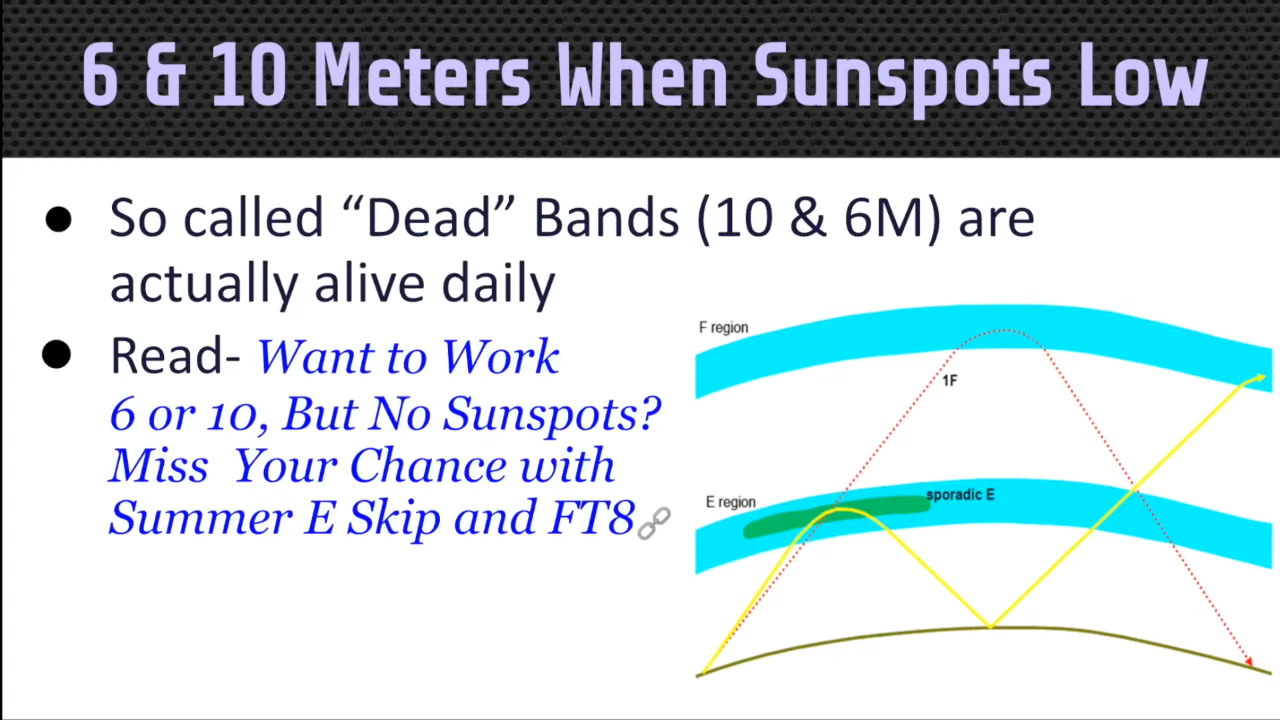 6 & 10 Meters When Sunspots Low
● So called “Dead” Bands (10 & 6M) are
actually alive daily
● Read- Want to Work
6 or 10, But No Sunspots?
Miss Your Chance with
Summer E Skip and FT8
F region
1F
E region
sporadic E